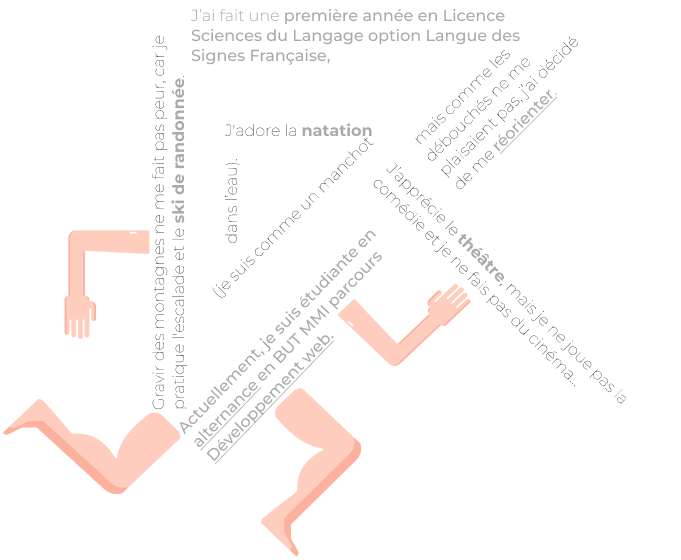 J'ai fait une première année en Licence
Sciences du Langage option Langue des
Signes Française,
mais comme les
débouchés ne me
plaisaient pas, j'ai décidé
de me réorienter.
Gravir des montagnes ne me fait pas peur, car je
pratique l'escalade et le ski de randonnée.
J'adore la natation
(je suis comme un manchot
dans l'eau).
J'apprécie le théâtre, mais je ne joue pas la
comédie et je ne fais pas du cinéma...
Actuellement, je suis étudiante en
alternance en BUT MMI parcours
Développement web.